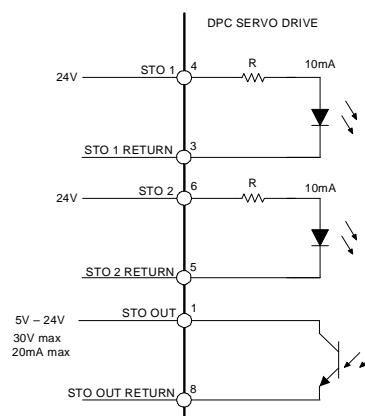 DPC SERVO DRIVE
24V
STO 1
4
R
10mA
STO 1 RETURN
3
24V
STO 2
6
R
10mA
STO 2 RETURN
5
STO OUT
1
5V – 24V
30V max
20mA max
STO OUT RETURN
8